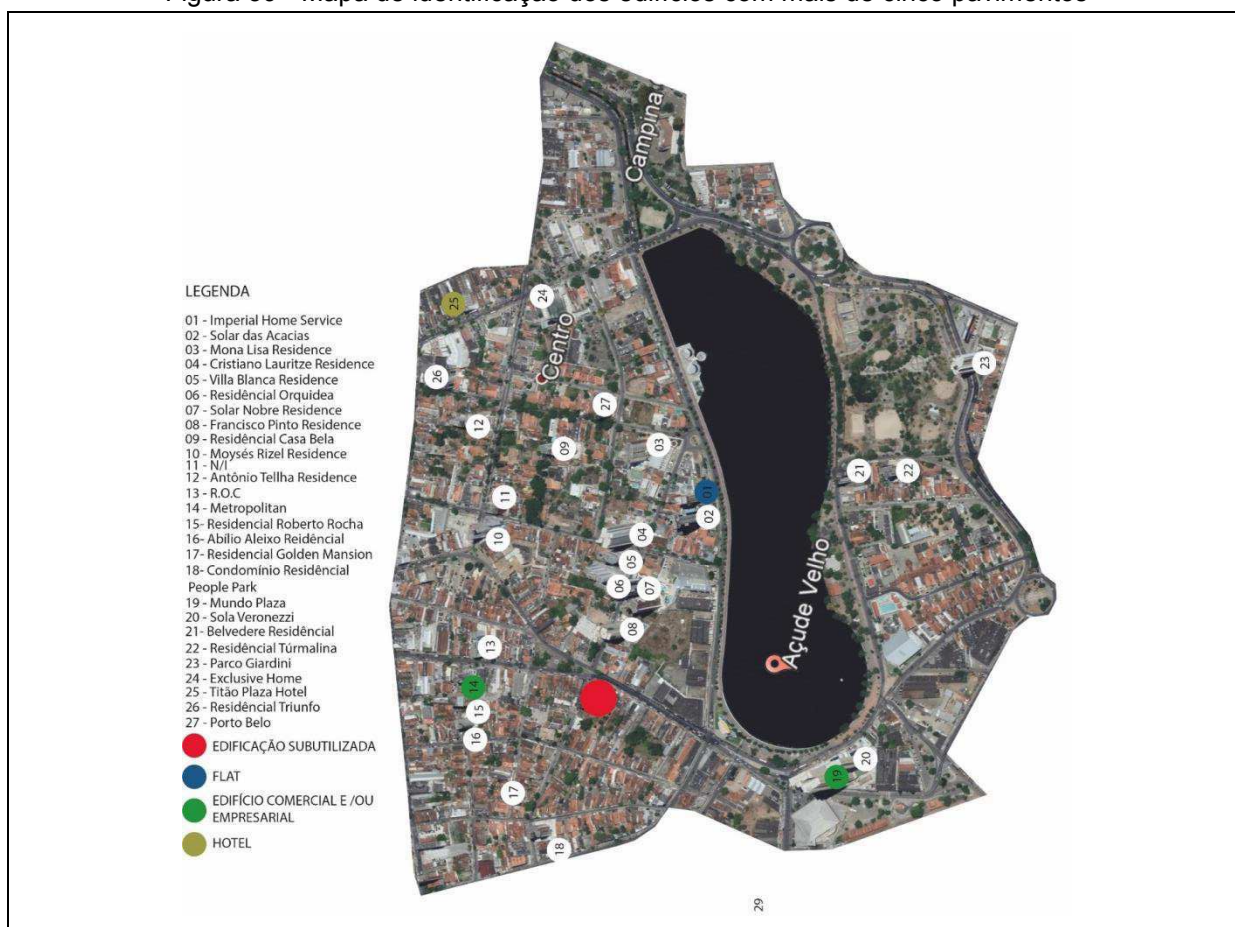 LEGENDA
01 - Imperial Home Service
02 - Solar das Acacias
03 - Mona Lisa Residence
04 - Cristiano Lauritze Residence
05 - Villa Blanca Residence
06 - Residêncial Orquidea
07 - Solar Nobre Residence
08 - Francisco Pinto Residence
09 - Residêncial Casa Bela
10 - Moysés Rizel Residence
11 - N/I
12 - Antônio Tellha Residence
13 - R.O.C
14 - Metropolitan
15- Residencial Roberto Rocha
16- Abílio Aleixo Reidêncial
17- Residencial Golden Mansion
18- Condomínio Residêncial
People Park
19 - Mundo Plaza
20 - Sola Veronezzi
21- Belvedere Residêncial
22 - Residêncial Túrmalina
23 - Parco Giardini
24 - Exclusive Home
25 - Titão Plaza Hotel
26 - Residêncial Triunfo
27 - Porto Belo
EDIFICAÇÃO SUBUTILIZADA
FLAT
EDIFÍCIO COMERCIAL E /OU
EMPRESARIAL
HOTEL
Campina
Centro
Açude Velho
25
24
26
12
27
09
03
11
01
02
10
04
05
06
07
08
13
14
15
16
17
18
19
20
21
22
23
29